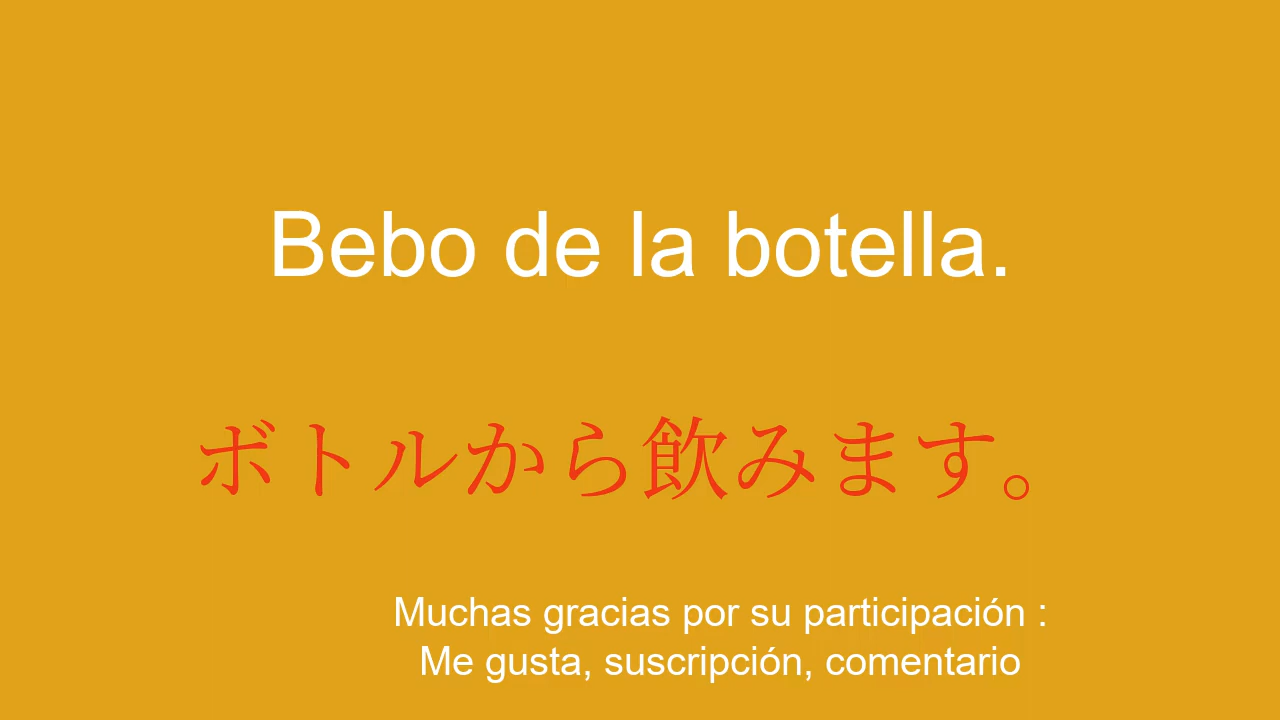 Bebo de la botella.
ボトルから飲みます。
Muchas gracias por su participación :
Me gusta, suscripción, comentario